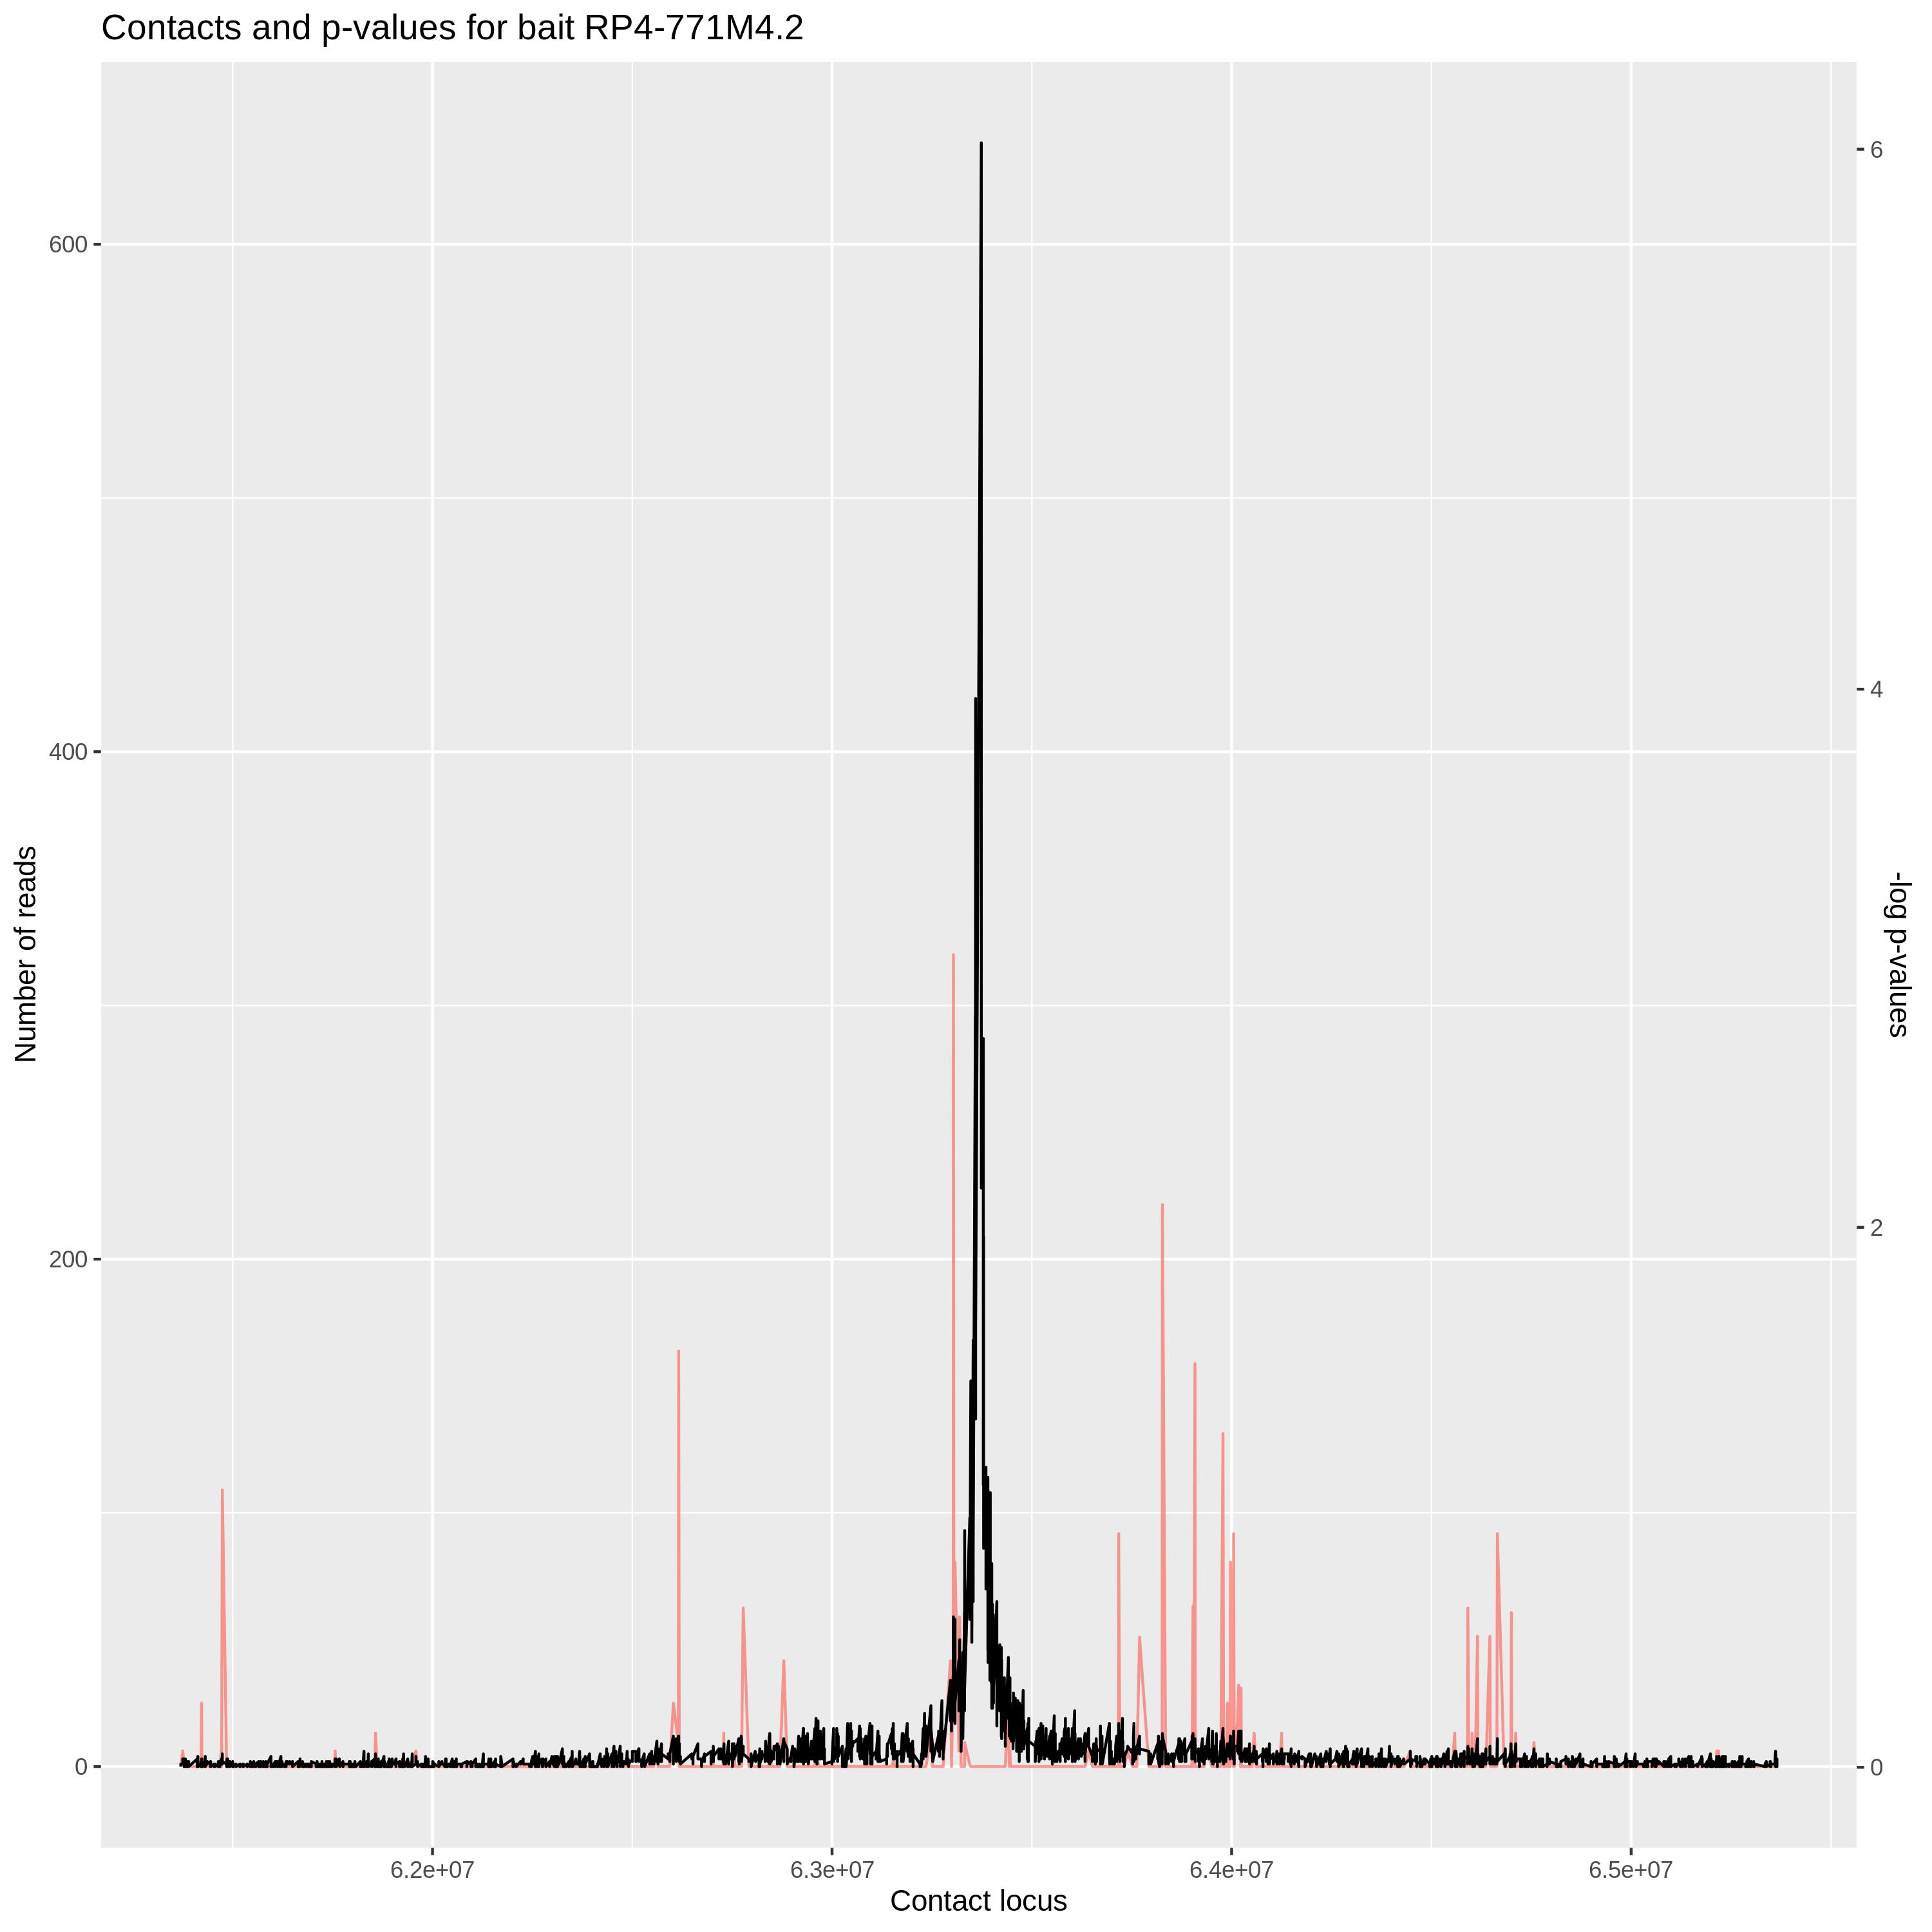 Contacts and p-values for bait RP4-771M4.2
Number of reads
600
400
200
0
6
4
2
0
-log p-values
6.2e+07
6.3e+07
6.4e+07
6.5e+07
Contact locus